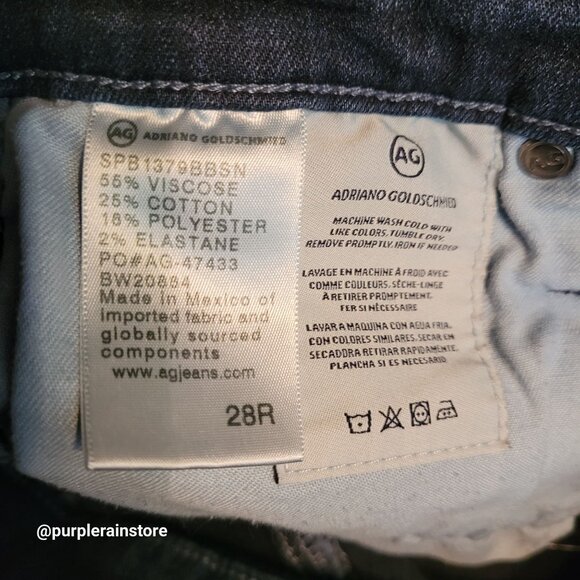 AG ADRIANO GOLDSCHMIED
SPB1379BBSN
55% VISCOSE
25% COTTON
18% POLYESTER
2% ELASTANE
PO#AG-47433
BW20884
Made in Mexico of
imported fabric and
globally sourced
components
www.agjeans.com
28R
AG
ADRIANO GOLDSCHMIED
MACHINE WASH COLD WITH
LIKE COLORS. TUMBLE DRY.
REMOVE PROMPTLY. IRON IF NEEDED
LAVAGE EN MACHINE À FROID AVEC
COMME COULEURS. SÈCHE-LINGE
À RETIRER PROMPTEMENT.
FER SI NÉCESSAIRE
LAVAR A MAQUINA CON AGUA FRIA.
CON COLORES SIMILARES. SECAR EN
SECADORA RETIRAR RAPIDAMENTE.
PLANCHA SI ES NECESARIO
@purplerainstore